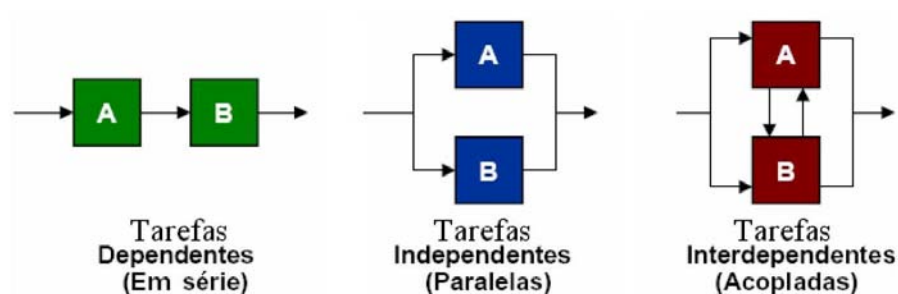 A
B
Tarefas
Dependentes
(Em série)
A
B
Tarefas
Independentes
(Paralelas)
A
B
Tarefas
Interdependentes
(Acopladas)